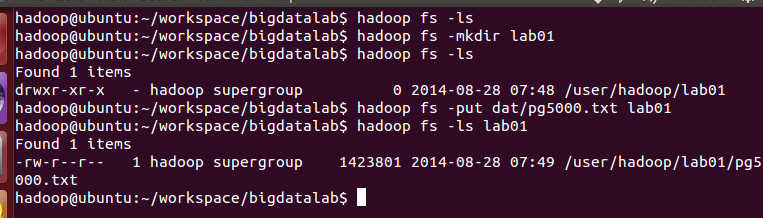 hadoop@ubuntu:~/workspace/bigdatalab$ hadoop fs -ls
hadoop@ubuntu:~/workspace/bigdatalab$ hadoop fs -mkdir lab01
hadoop@ubuntu:~/workspace/bigdatalab$ hadoop fs -ls
Found 1 items
drwxr-xr-x   - hadoop supergroup          0 2014-08-28 07:48 /user/hadoop/lab01
hadoop@ubuntu:~/workspace/bigdatalab$ hadoop fs -put dat/pg5000.txt lab01
hadoop@ubuntu:~/workspace/bigdatalab$ hadoop fs -ls lab01
Found 1 items
-rw-r--r--   1 hadoop supergroup    1423801 2014-08-28 07:49 /user/hadoop/lab01/pg5
000.txt
hadoop@ubuntu:~/workspace/bigdatalab$